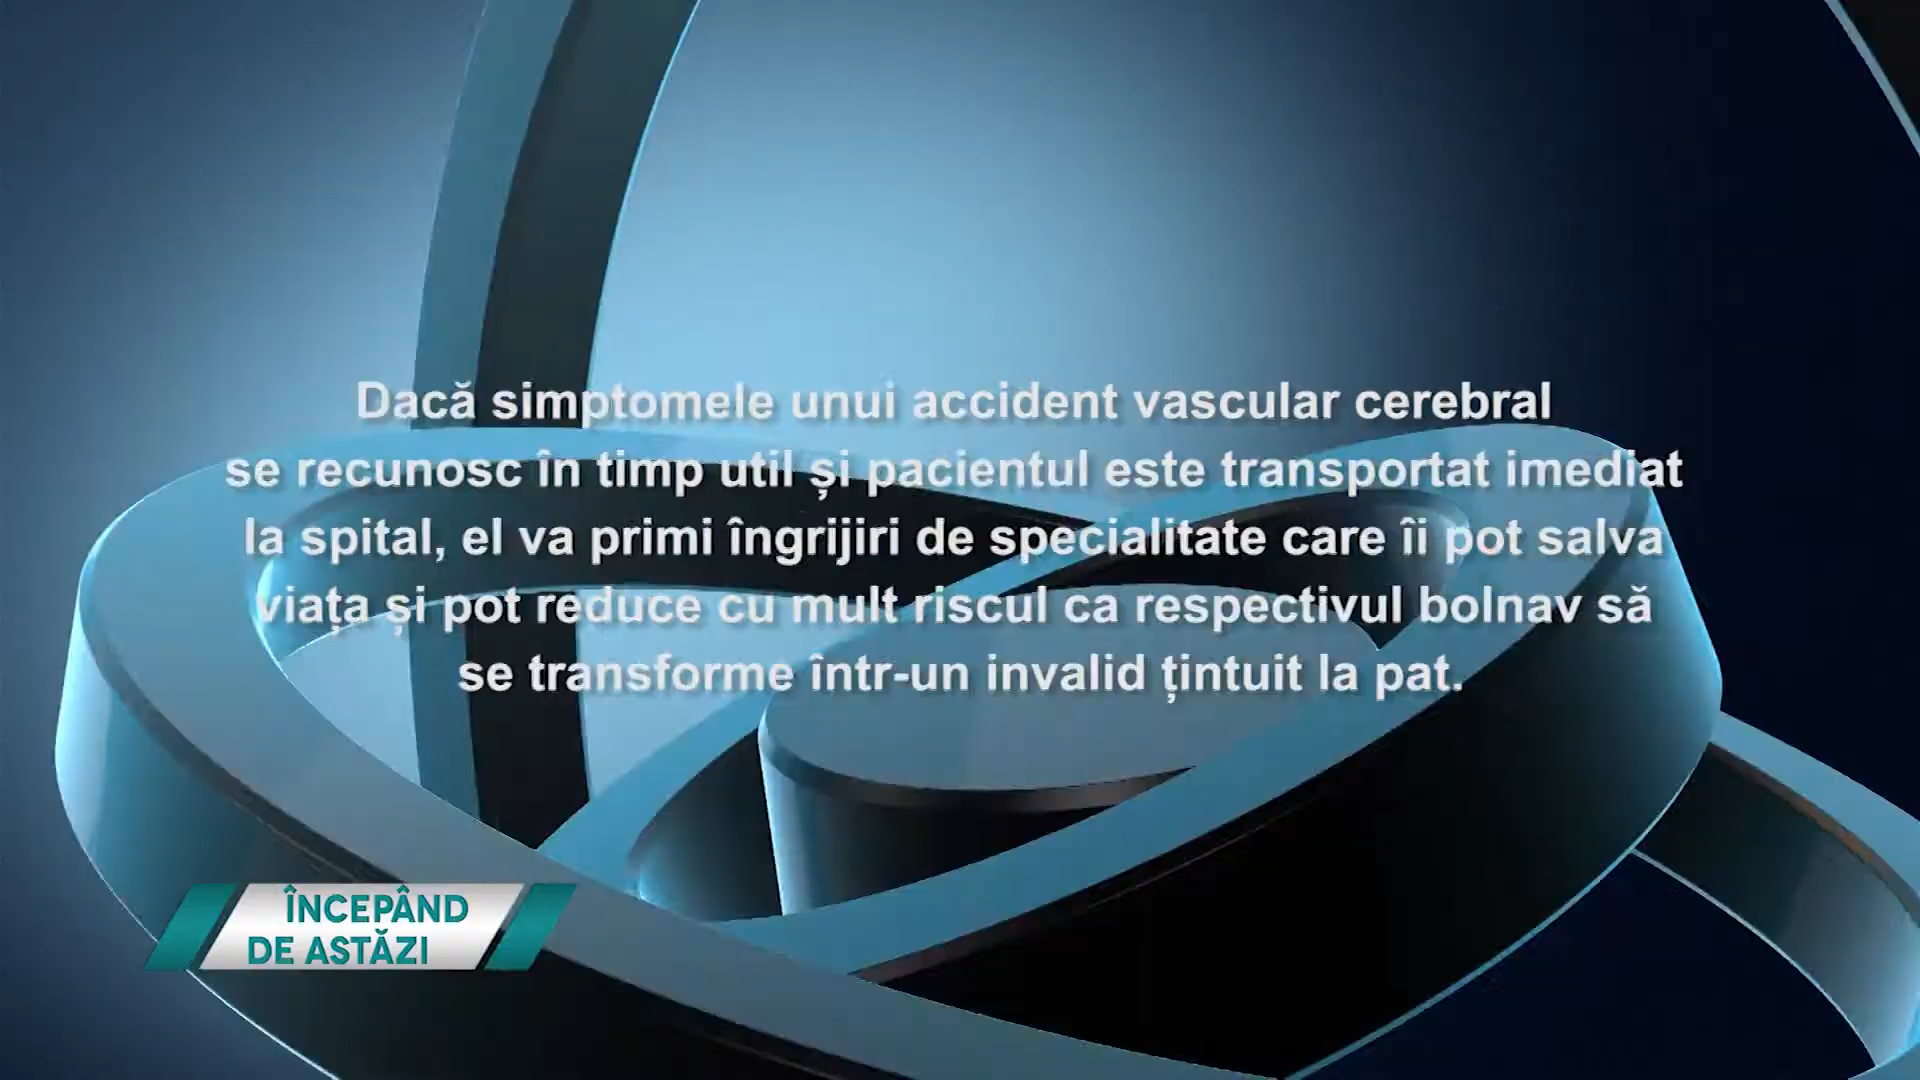 Dacă simptomele unui accident vascular cerebral
se recunosc în timp util și pacientul este transportat imediat
la spital, el va primi îngrijiri de specialitate care îi pot salva
viața și pot reduce cu mult riscul ca respectivul bolnav să
se transforme într-un invalid țintuit la pat.
ÎNCEPÂND
DE ASTĂZI